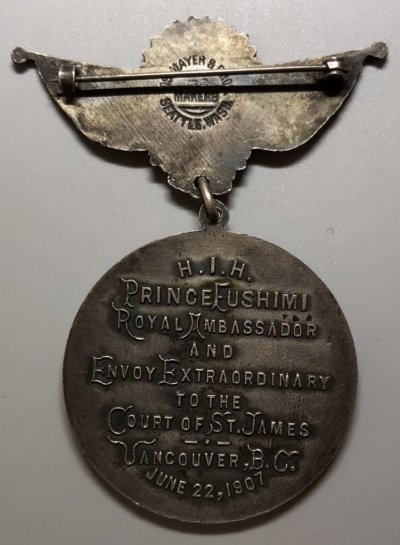 MAYER &
MAKERS
SEATTLE, WASH.
H.I.H.
PRINCE FUSHIMI
ROYAL AMBASSADOR
AND
ENVOY EXTRAORDINARY
TO THE
COURT OF ST. JAMES
VANCOUVER, B.C.
JUNE 22, 1907